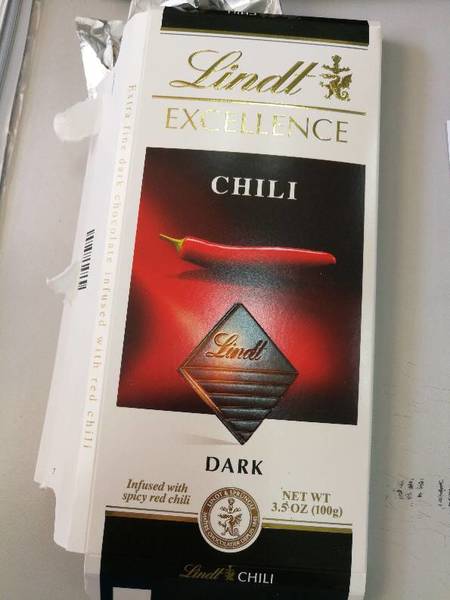 Lindt
EXCELLENCE
CHILI
Lindt
DARK
Infused with
spicy red chili
NET WT
3.5 OZ (100g)
Lindt CHILI
Extra fine dark chocolate infused with red chili